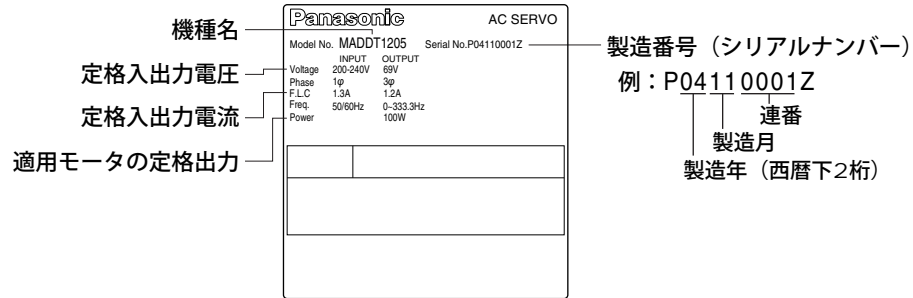 Panasonic AC SERVO
機種名
Model No. MADDT1205 Serial No.P04110001Z
製造番号（シリアルナンバー）
INPUT OUTPUT
定格入出力電圧
Voltage 200-240V 69V
Phase 1φ 3φ
F.L.C 1.3A 1.2A
定格入出力電流
Freq. 50/60Hz 0~333.3Hz
Power 100W
適用モータの定格出力
例：P04110001Z
連番
製造月
製造年（西暦下2桁）